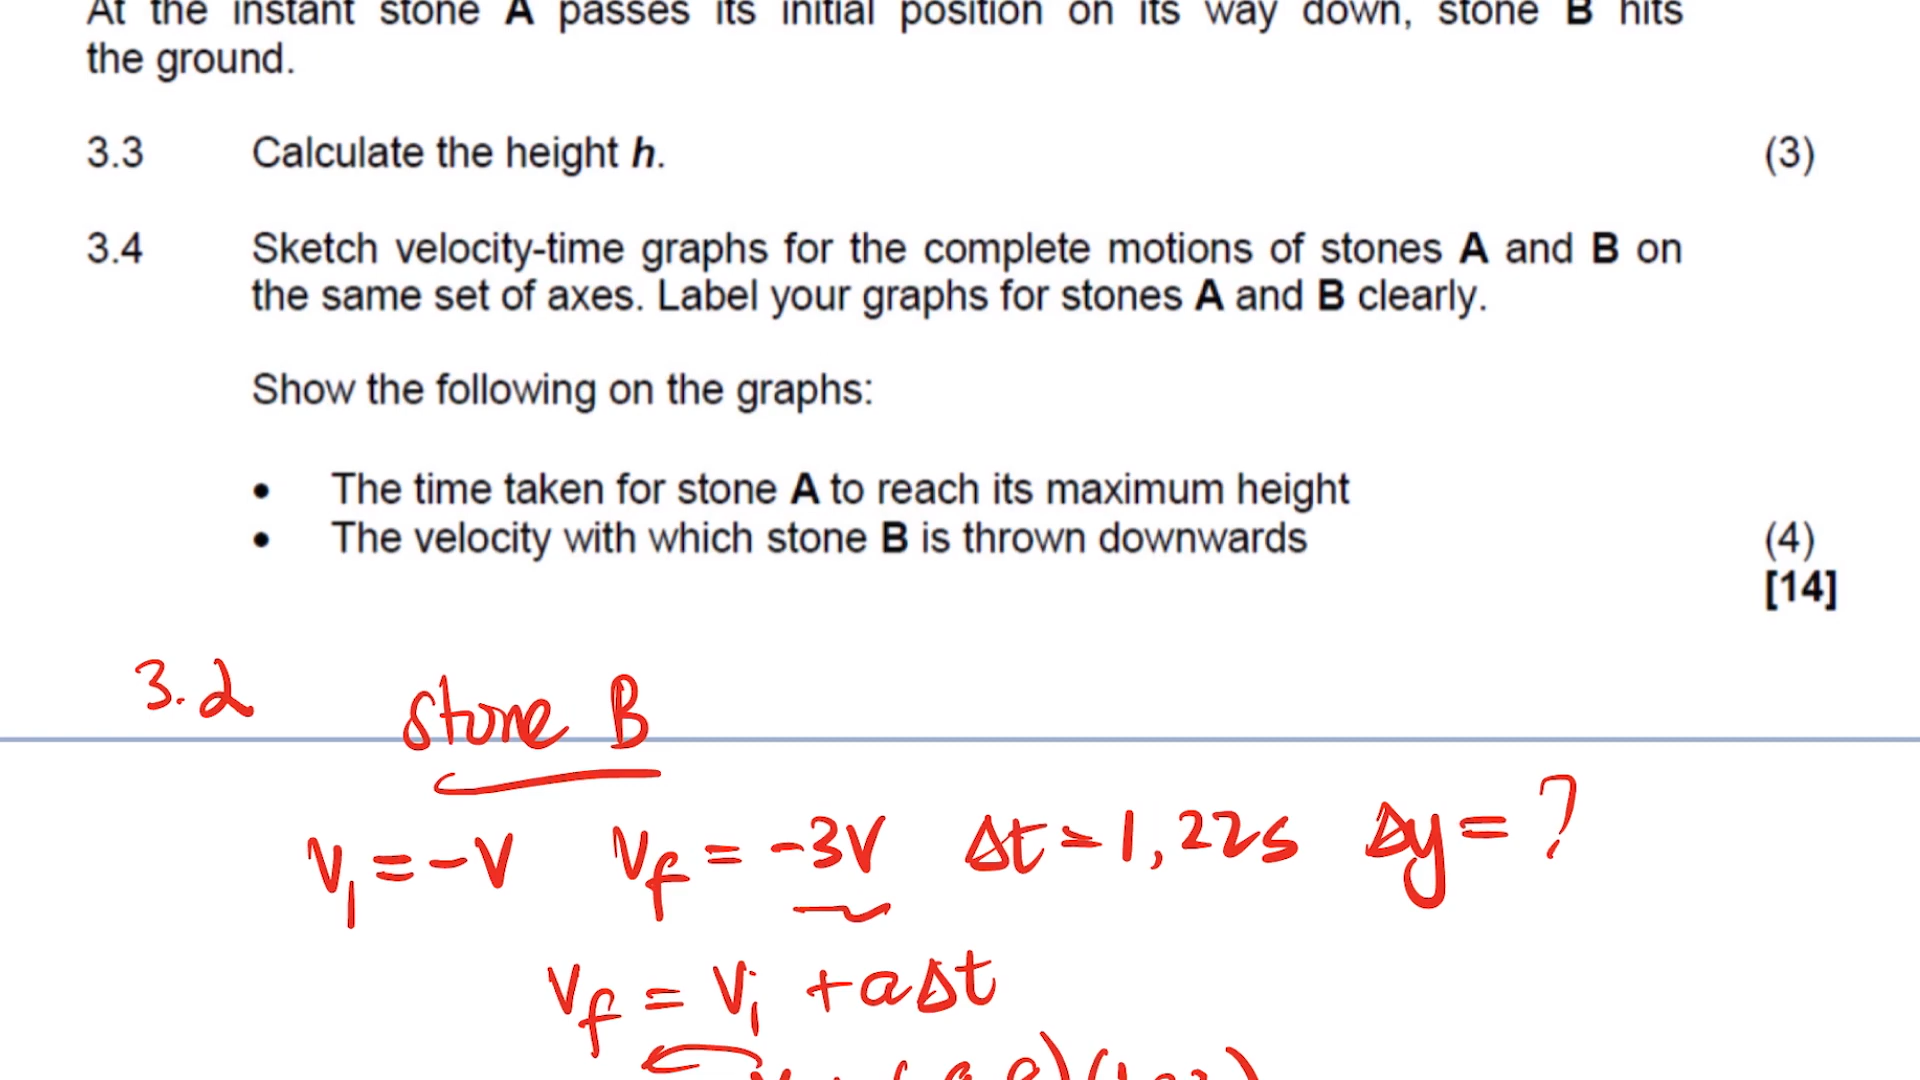 At the instant stone A passes its initial position on its way down, stone B hits
the ground.
3.3 Calculate the height h. (3)
3.4 Sketch velocity-time graphs for the complete motions of stones A and B on
the same set of axes. Label your graphs for stones A and B clearly.
Show the following on the graphs:
• The time taken for stone A to reach its maximum height
• The velocity with which stone B is thrown downwards (4)
[14]
3.2 Stone B
Vi = -V Vf = -3V Δt = 1,22s Δy = ?
Vf = Vi + aΔt